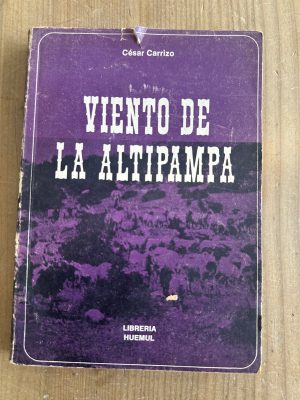 César Carrizo
VIENTO DE
LA ALTIPAMPA
LIBRERIA
HUEMUL